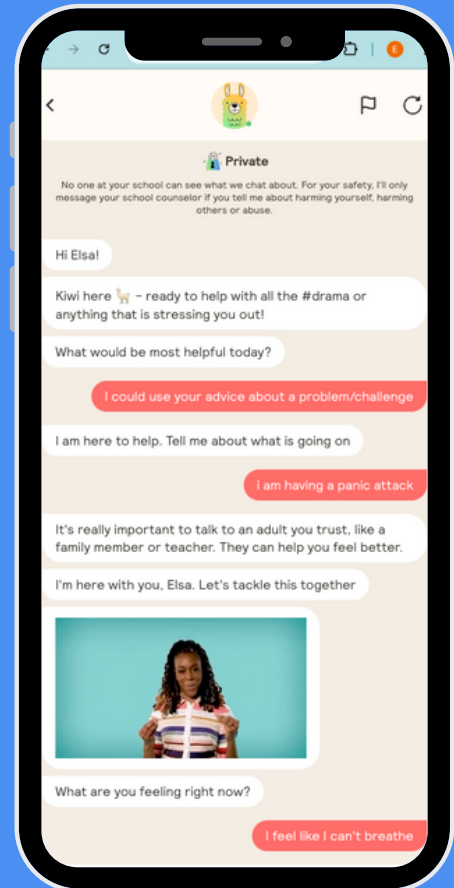 E
Private
No one at your school can see what we chat about. For your safety, I'll only
message your school counselor if you tell me about harming yourself, harming
others or abuse.
Hi Elsa!
Kiwi here 🦙 – ready to help with all the #drama or
anything that is stressing you out!
What would be most helpful today?
I could use your advice about a problem/challenge
I am here to help. Tell me about what is going on
i am having a panic attack
It's really important to talk to an adult you trust, like a
family member or teacher. They can help you feel better.
I'm here with you, Elsa. Let's tackle this together
What are you feeling right now?
I feel like I can't breathe